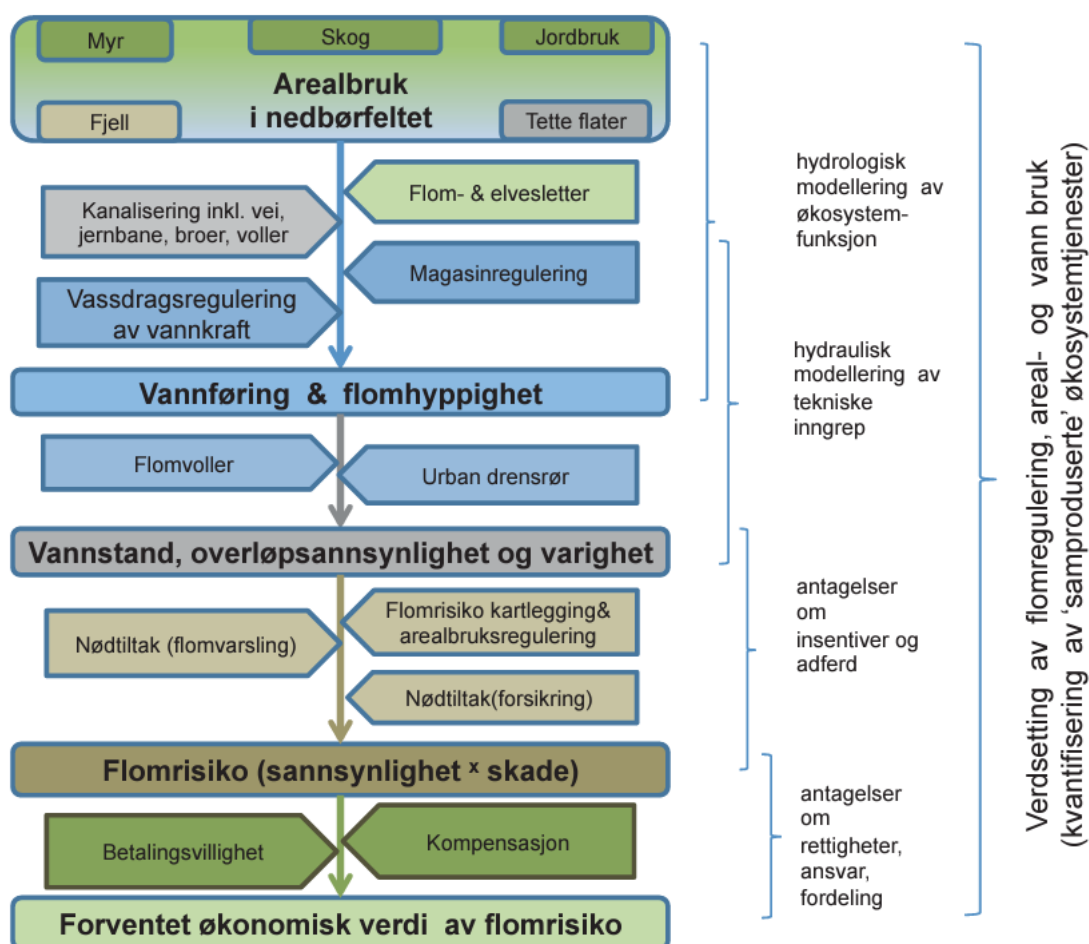 Myr
Skog
Jordbruk
Arealbruk
i nedbørfeltet
Fjell
Tette flater
Flom- & elvesletter
Kanalisering inkl. vei,
jernbane, broer, voller
Magasinregulering
Vassdragsregulering
av vannkraft
Vannføring & flomhyppighet
Flomvoller
Urban drensrør
Vannstand, overløpsannsynlighet og varighet
Flomrisiko kartlegging&
arealbruksregulering
Nødtiltak (flomvarsling)
Nødtiltak(forsikring)
Flomrisiko (sannsynlighet x skade)
Betalingsvillighet
Kompensasjon
Forventet økonomisk verdi av flomrisiko
hydrologisk
modellering av
økosystem-
funksjon
hydraulisk
modellering av
tekniske
inngrep
antagelser
om
insentiver og
adferd
antagelser
om
rettigheter,
ansvar,
fordeling
Verdsetting av flomregulering, areal- og vann bruk
(kvantifisering av ‘samproduserte’ økosystemtjenester)